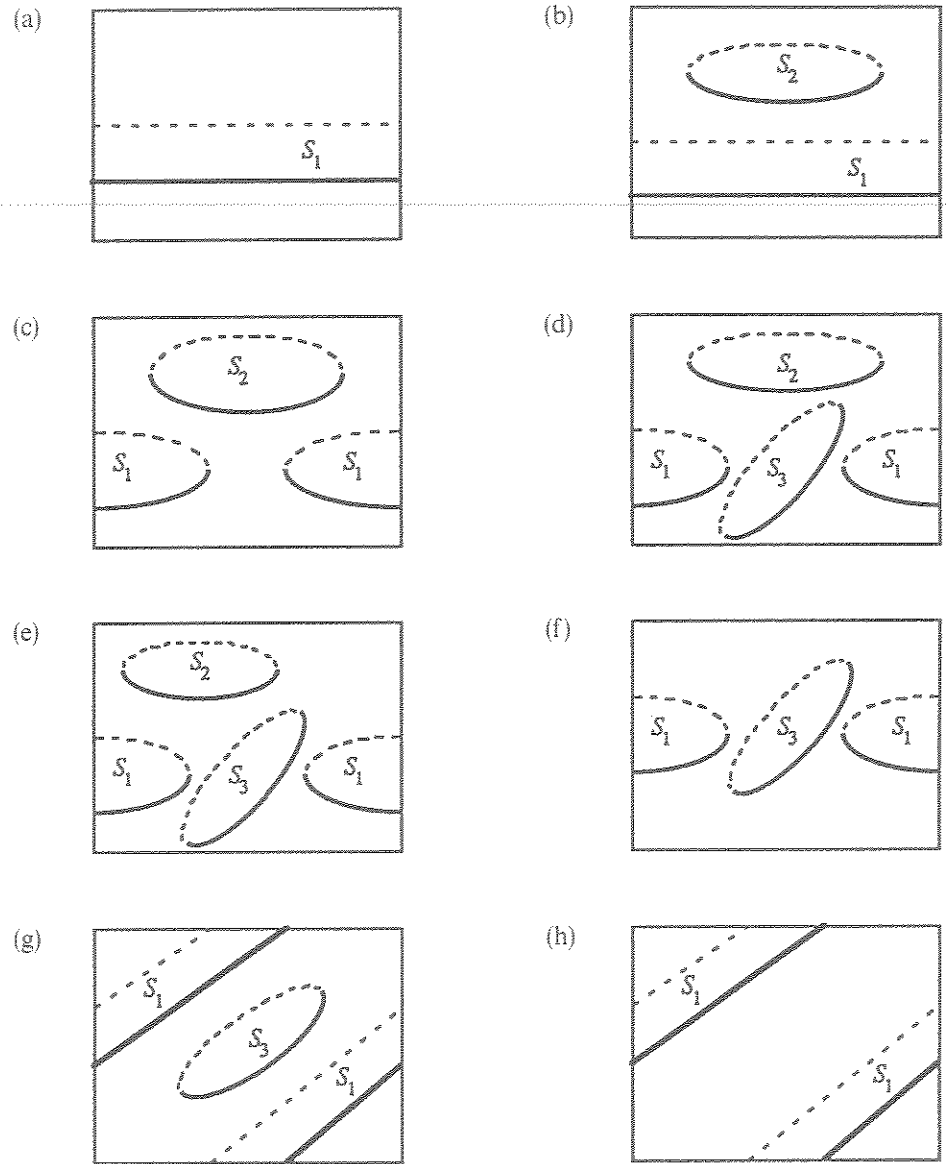 (a)
S₁
(b)
S₂
S₁
(c)
S₂
S₁ S₁
(d)
S₂
S₁ S₃ S₁
(e)
S₂
S₁ S₃ S₁
(f)
S₁ S₃ S₁
(g)
S₁
S₃
S₁
(h)
S₁
S₁